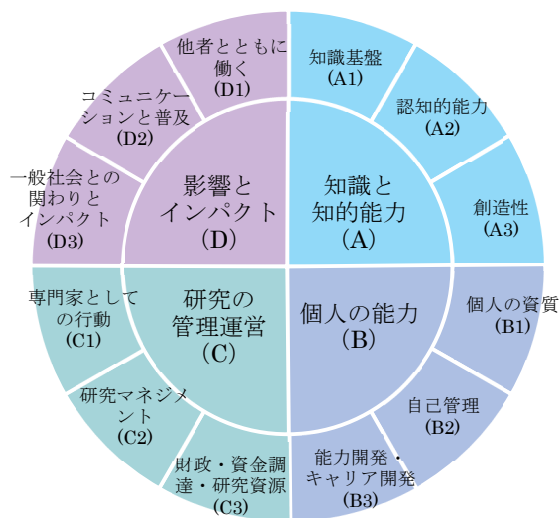 知識と
知的能力
(A)
知識基盤
(A1)
認知的能力
(A2)
創造性
(A3)
個人の能力
(B)
個人の資質
(B1)
自己管理
(B2)
能力開発・
キャリア開発
(B3)
研究の
管理運営
(C)
専門家として
の行動
(C1)
研究マネジメ
ント
(C2)
財政・資金調
達・研究資源
(C3)
影響と
インパクト
(D)
他者とともに
働く
(D1)
コミュニケー
ションと普及
(D2)
一般社会との
関わりと
インパクト
(D3)